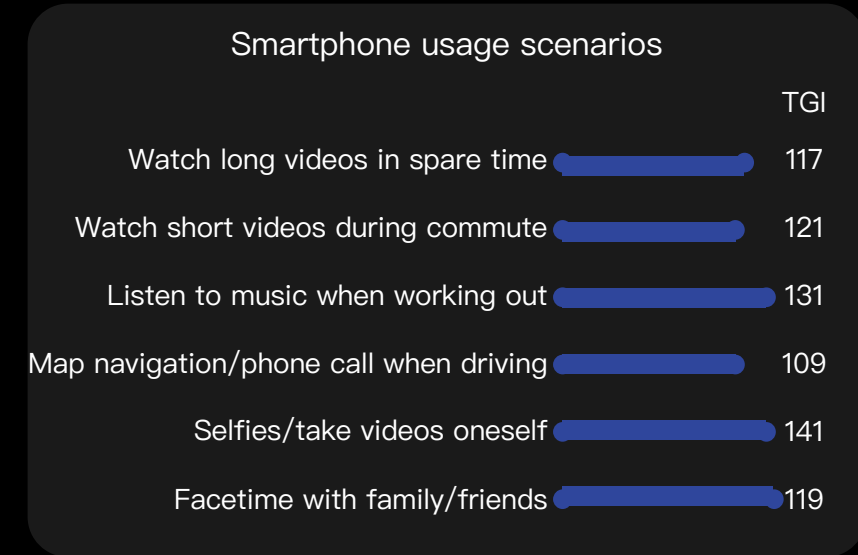 Smartphone usage scenarios
TGI
Watch long videos in spare time 117
Watch short videos during commute 121
Listen to music when working out 131
Map navigation/phone call when driving 109
Selfies/take videos oneself 141
Facetime with family/friends 119